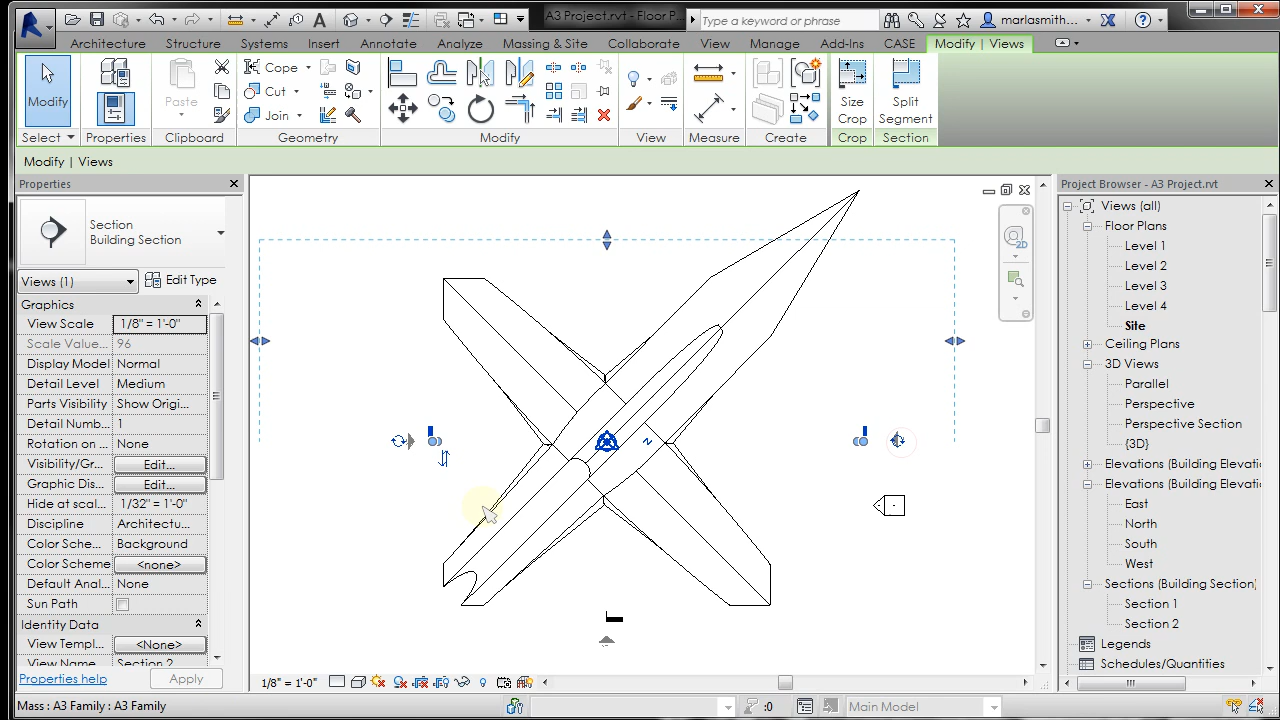 A3 Project.rvt - Floor P...
Type a keyword or phrase
marlasmith...
Architecture Structure Systems Insert Annotate Analyze Massing & Site Collaborate View Manage Add-Ins CASE Modify | Views
Modify
Paste
Cope
Cut
Join
Size Crop
Split Segment
Select Properties Clipboard Geometry Modify View Measure Create Crop Section
Modify | Views
Properties
Section
Building Section
Views (1)
Edit Type
Graphics
View Scale 1/8" = 1'-0"
Scale Value... 96
Display Model Normal
Detail Level Medium
Parts Visibility Show Origi...
Detail Numb... 1
Rotation on ... None
Visibility/Gr... Edit...
Graphic Dis... Edit...
Hide at scal... 1/32" = 1'-0"
Discipline Architectu...
Color Sche... Background
Color Scheme <none>
Default Anal... None
Sun Path
Identity Data
View Templ... <None>
View Name Section 2
Properties help
Apply
2D
1/8" = 1'-0"
Project Browser - A3 Project.rvt
Views (all)
Floor Plans
Level 1
Level 2
Level 3
Level 4
Site
Ceiling Plans
3D Views
Parallel
Perspective
Perspective Section
{3D}
Elevations (Building Elevati
Elevations (Building Elevati
East
North
South
West
Sections (Building Section)
Section 1
Section 2
Legends
Schedules/Quantities
Mass : A3 Family : A3 Family
:0
Main Model